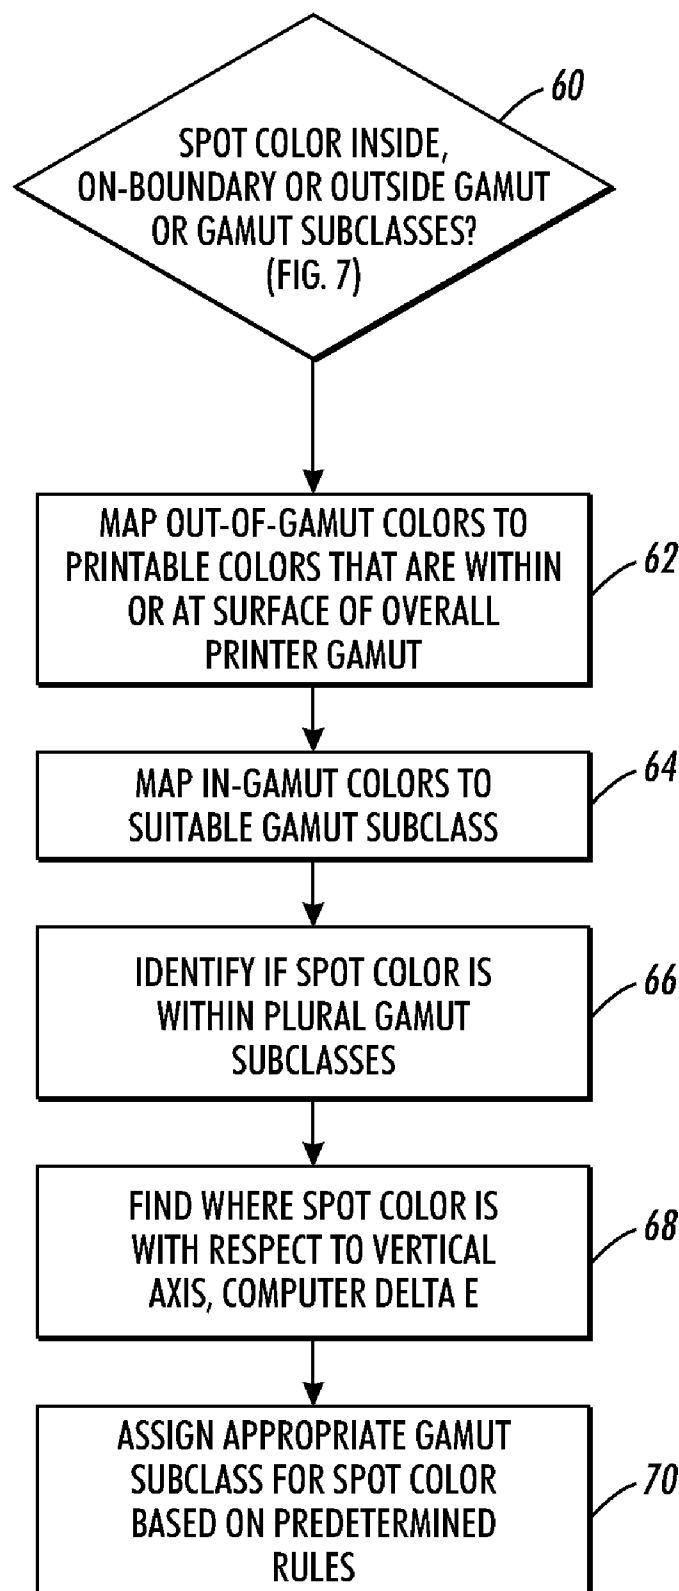 60
SPOT COLOR INSIDE,
ON-BOUNDARY OR OUTSIDE GAMUT
OR GAMUT SUBCLASSES?
(FIG. 7)
MAP OUT-OF-GAMUT COLORS TO
PRINTABLE COLORS THAT ARE WITHIN
OR AT SURFACE OF OVERALL
PRINTER GAMUT
62
MAP IN-GAMUT COLORS TO
SUITABLE GAMUT SUBCLASS
64
IDENTIFY IF SPOT COLOR IS
WITHIN PLURAL GAMUT
SUBCLASSES
66
FIND WHERE SPOT COLOR IS
WITH RESPECT TO VERTICAL
AXIS, COMPUTER DELTA E
68
ASSIGN APPROPRIATE GAMUT
SUBCLASS FOR SPOT COLOR
BASED ON PREDETERMINED
RULES
70